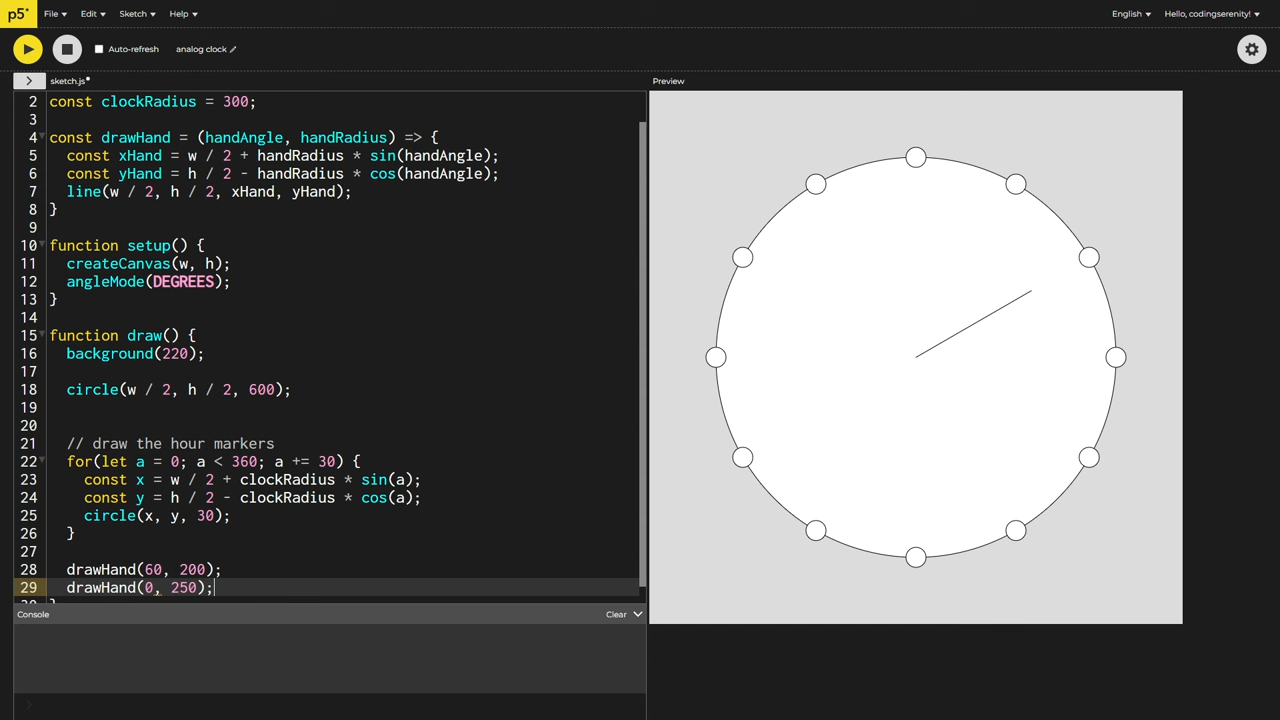 p5* File Edit Sketch Help English Hello, codingserenity!
Auto-refresh analog clock
sketch.js Preview
2 const clockRadius = 300;
3
4 const drawHand = (handAngle, handRadius) => {
5 const xHand = w / 2 + handRadius * sin(handAngle);
6 const yHand = h / 2 - handRadius * cos(handAngle);
7 line(w / 2, h / 2, xHand, yHand);
8 }
9
10 function setup() {
11 createCanvas(w, h);
12 angleMode(DEGREES);
13 }
14
15 function draw() {
16 background(220);
17
18 circle(w / 2, h / 2, 600);
19
20
21 // draw the hour markers
22 for(let a = 0; a < 360; a += 30) {
23 const x = w / 2 + clockRadius * sin(a);
24 const y = h / 2 - clockRadius * cos(a);
25 circle(x, y, 30);
26 }
27
28 drawHand(60, 200);
29 drawHand(0, 250);
Console Clear